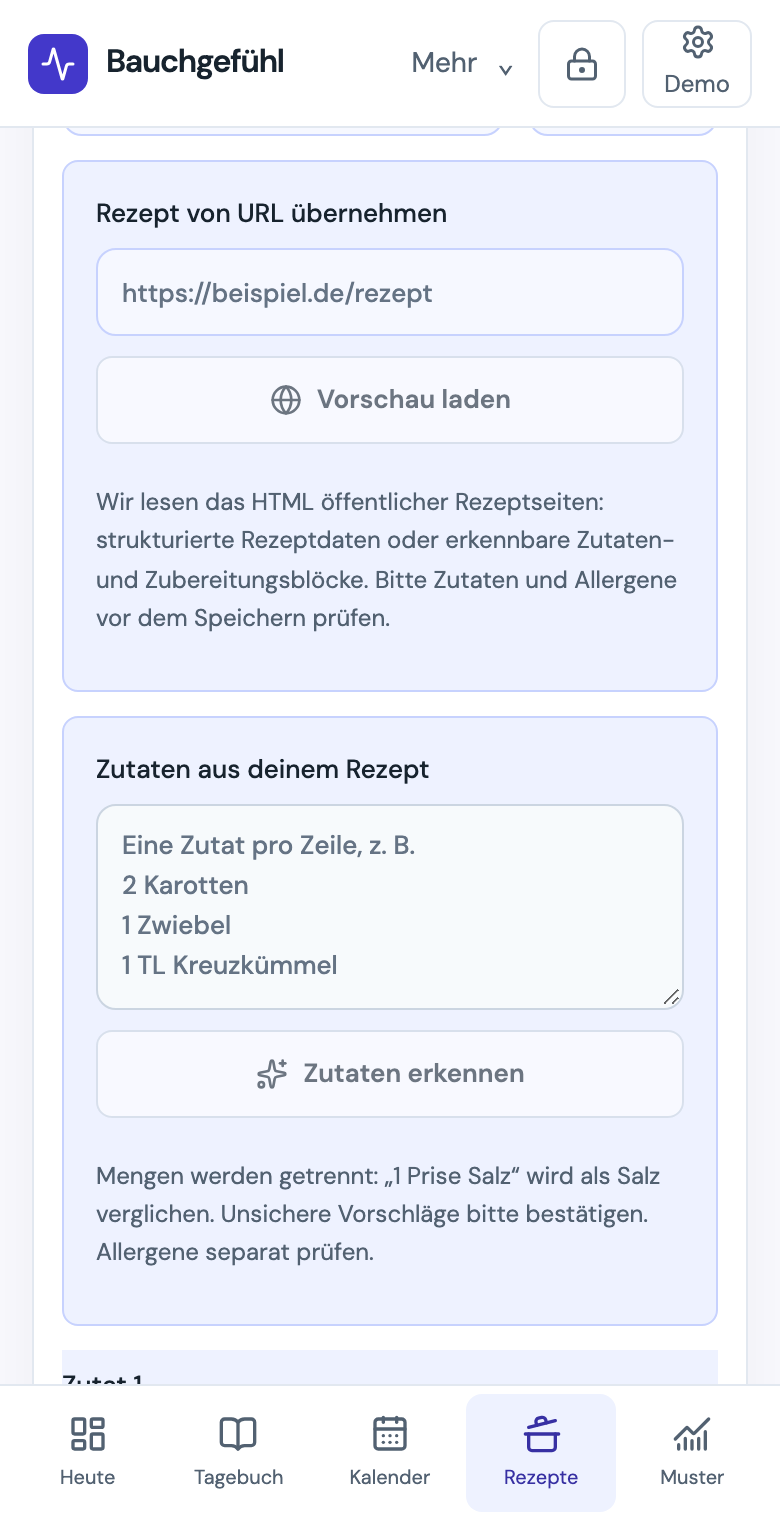 Bauchgefühl
Mehr
Demo
Rezept von URL übernehmen
https://beispiel.de/rezept
Vorschau laden
Wir lesen das HTML öffentlicher Rezeptseiten:
strukturierte Rezeptdaten oder erkennbare Zutaten-
und Zubereitungsblöcke. Bitte Zutaten und Allergene
vor dem Speichern prüfen.
Zutaten aus deinem Rezept
Eine Zutat pro Zeile, z. B.
2 Karotten
1 Zwiebel
1 TL Kreuzkümmel
Zutaten erkennen
Mengen werden getrennt: „1 Prise Salz“ wird als Salz
verglichen. Unsichere Vorschläge bitte bestätigen.
Allergene separat prüfen.
Zutat 1
Heute
Tagebuch
Kalender
Rezepte
Muster